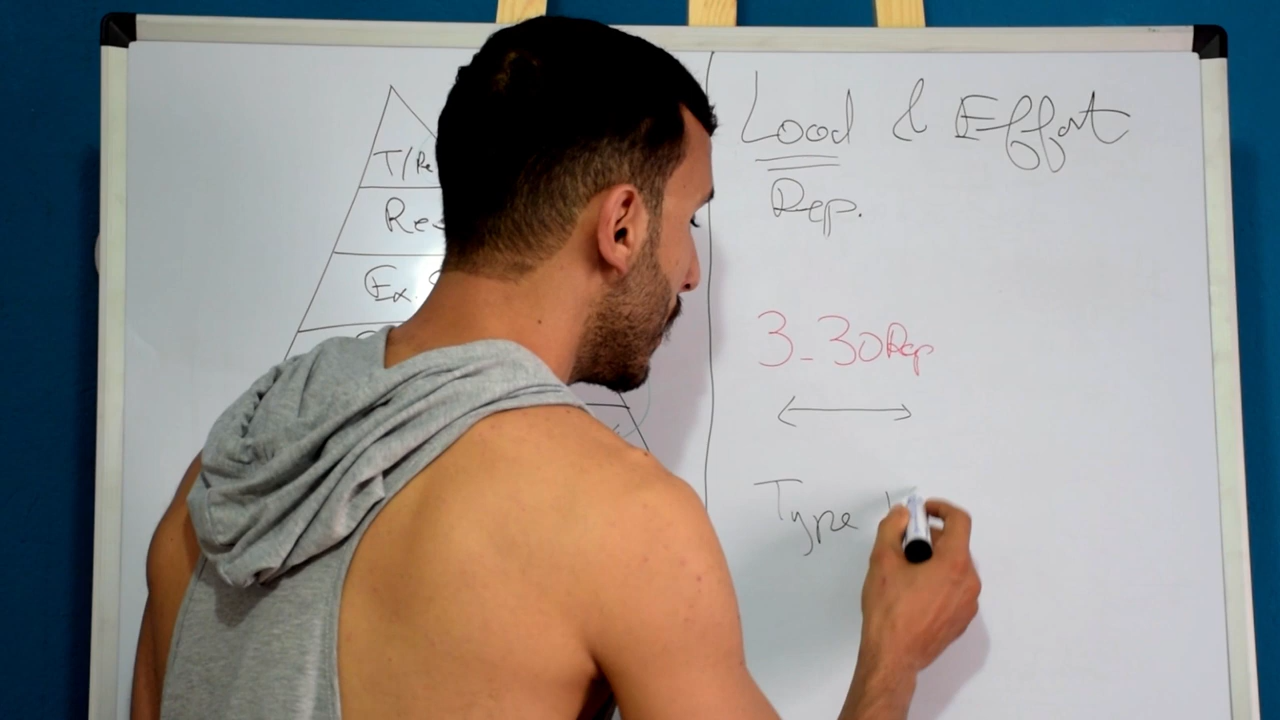 T/Re
Res
Ex.
Load & Effort
Rep.
3-30Rep
Type